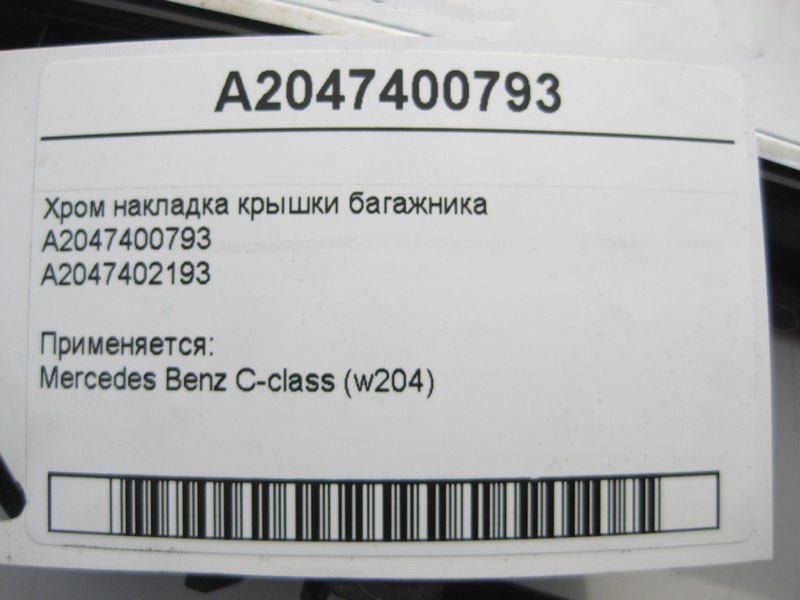 A2047400793
Хром накладка крышки багажника
A2047400793
A2047402193
Применяется:
Mercedes Benz C-class (w204)